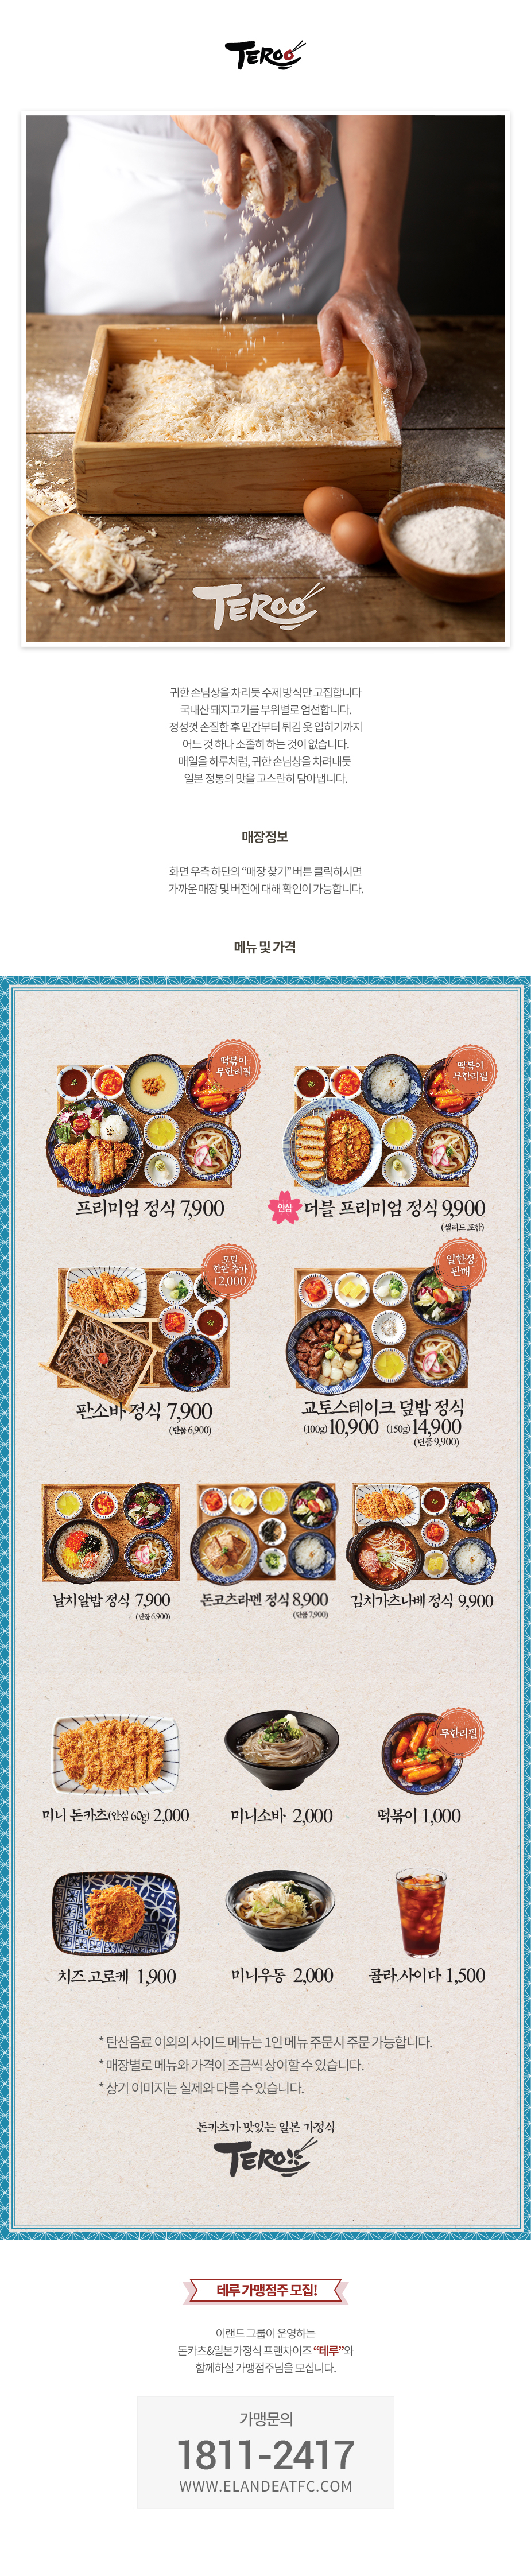 TEROO
TEROO
귀한 손님상을 차리듯 수제 방식만 고집합니다
국내산 돼지고기를 부위별로 엄선합니다.
정성껏 손질한 후 밑간부터 튀김 옷 입히기까지
어느 것 하나 소홀히 하는 것이 없습니다.
매일을 하루처럼, 귀한 손님상을 차려내듯
일본 정통의 맛을 고스란히 담아냅니다.
매장정보
화면 우측 하단의 “매장 찾기” 버튼 클릭하시면
가까운 매장 및 버전에 대해 확인이 가능합니다.
메뉴 및 가격
떡볶이
무한리필
떡볶이
무한리필
프리미엄 정식 7,900
안심
더블 프리미엄 정식 9,900
(샐러드 포함)
모밀
한판 추가
+2,000
일한정
판매
판소바 정식 7,900
(단품 6,900)
규토스테이크 덮밥 정식
(100g) 10,900 (150g) 14,900
(단품 9,900)
날치알밥 정식 7,900
(단품 6,900)
돈코츠라멘 정식 8,900
(단품 7,900)
김치가츠나베 정식 9,900
무한리필
미니 돈카츠(안심 60g) 2,000
미니소바 2,000
떡볶이 1,000
치즈 고로케 1,900
미니우동 2,000
콜라.사이다 1,500
* 탄산음료 이외의 사이드 메뉴는 1인 메뉴 주문시 주문 가능합니다.
* 매장별로 메뉴와 가격이 조금씩 상이할 수 있습니다.
* 상기 이미지는 실제와 다를 수 있습니다.
돈카츠가 맛있는 일본 가정식
TEROO
테루 가맹점주 모집!
이랜드 그룹이 운영하는
돈카츠&일본가정식 프랜차이즈 “테루”와
함께하실 가맹점주님을 모십니다.
가맹문의
1811-2417
WWW.ELANDEATFC.COM